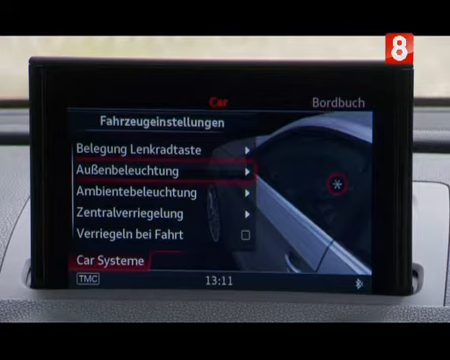 8
Car
Bordbuch
Fahrzeugeinstellungen
Belegung Lenkradtaste
Außenbeleuchtung
Ambientebeleuchtung
Zentralverriegelung
Verriegeln bei Fahrt
Car Systeme
TMC
13:11